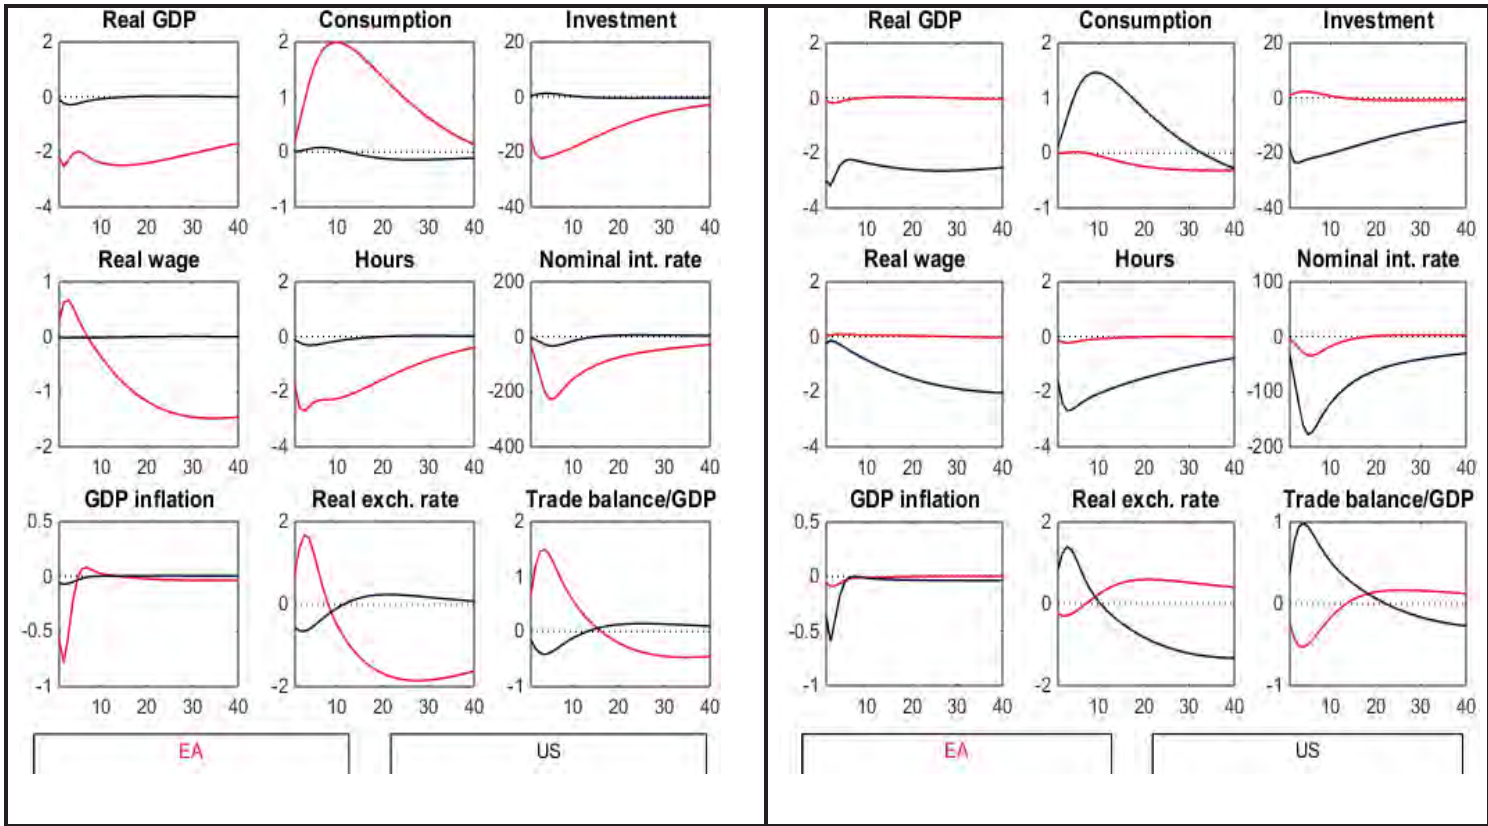 Real GDP Consumption Investment
2 2 20
0 1 0
-2 0 -20
-4 -1 -40
10 20 30 40 10 20 30 40 10 20 30 40
Real wage Hours Nominal int. rate
1 2 200
0 0 0
-1 -2 -200
-2 -4 -400
10 20 30 40 10 20 30 40 10 20 30 40
GDP inflation Real exch. rate Trade balance/GDP
0.5 2 2
0 1
-0.5 0 0
-1 -2 -1
10 20 30 40 10 20 30 40 10 20 30 40
EA US
Real GDP Consumption Investment
2 2 20
0 1 0
-2 0 -20
-4 -1 -40
10 20 30 40 10 20 30 40 10 20 30 40
Real wage Hours Nominal int. rate
2 2 100
0 0 0
-2 -2 -100
-4 -4 -200
10 20 30 40 10 20 30 40 10 20 30 40
GDP inflation Real exch. rate Trade balance/GDP
0.5 2 1
0 0 0
-0.5
-1 -2 -1
10 20 30 40 10 20 30 40 10 20 30 40
EA US